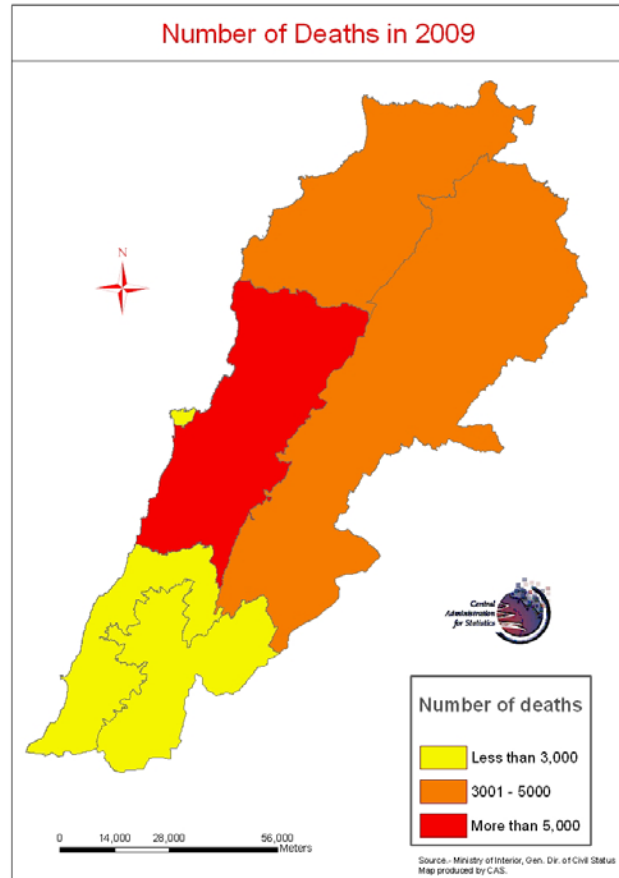 Number of Deaths in 2009
N
Central
Administration
for Statistics
Number of deaths
Less than 3,000
3001 - 5000
More than 5,000
0 14,000 28,000 56,000
Meters
Source.- Ministry of Interior, Gen. Dir. of Civil Status
Map produced by CAS.